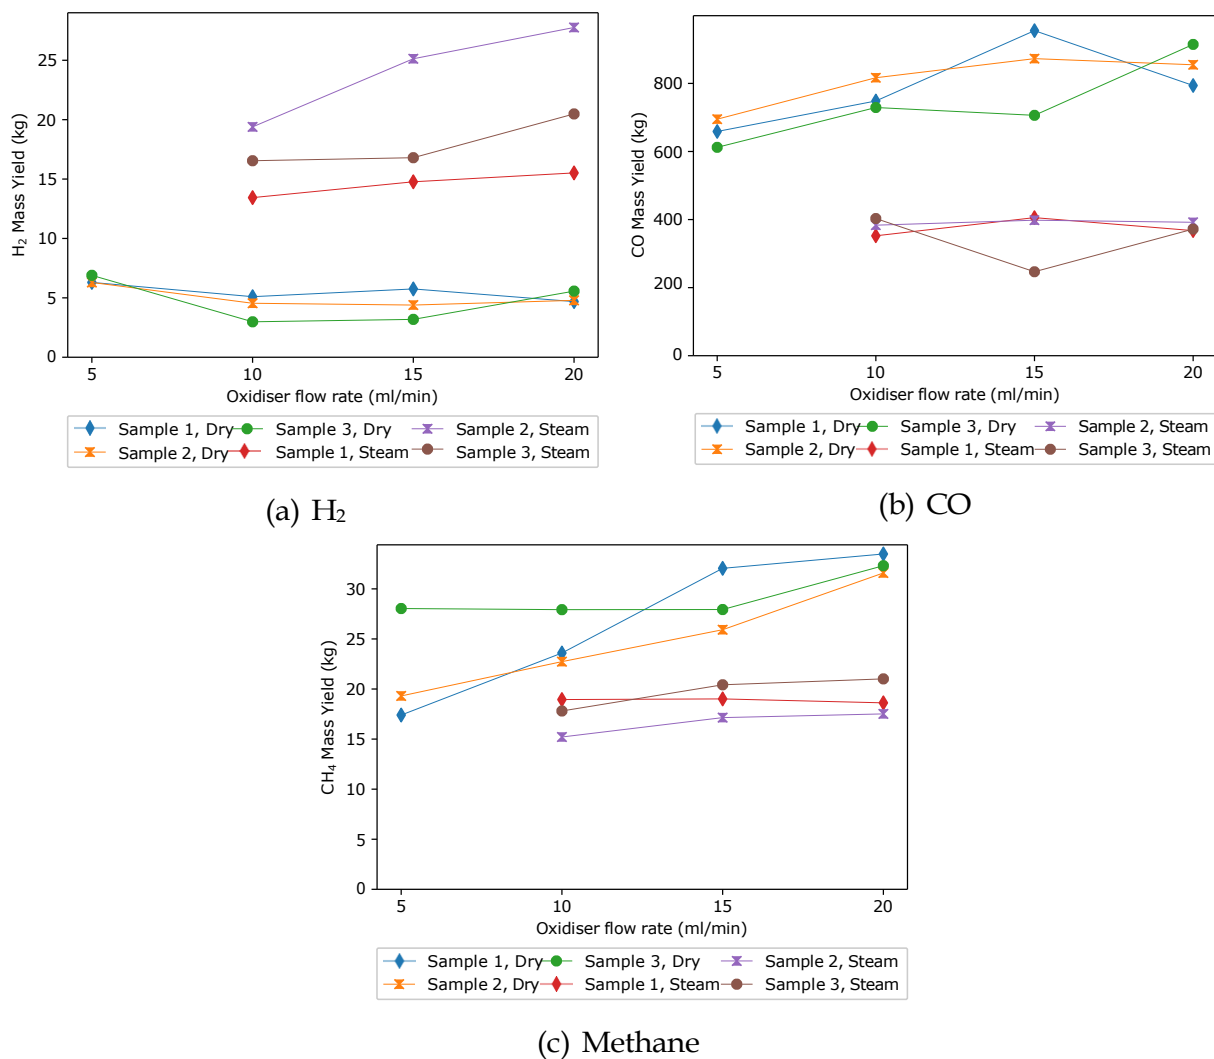 25
20
15
10
5
0
H₂ Mass Yield (kg)
5 10 15 20
Oxidiser flow rate (ml/min)
Sample 1, Dry Sample 3, Dry Sample 2, Steam
Sample 2, Dry Sample 1, Steam Sample 3, Steam
(a) H₂
800
600
400
200
0
CO Mass Yield (kg)
5 10 15 20
Oxidiser flow rate (ml/min)
Sample 1, Dry Sample 3, Dry Sample 2, Steam
Sample 2, Dry Sample 1, Steam Sample 3, Steam
(b) CO
30
25
20
15
10
5
0
CH₄ Mass Yield (kg)
5 10 15 20
Oxidiser flow rate (ml/min)
Sample 1, Dry Sample 3, Dry Sample 2, Steam
Sample 2, Dry Sample 1, Steam Sample 3, Steam
(c) Methane